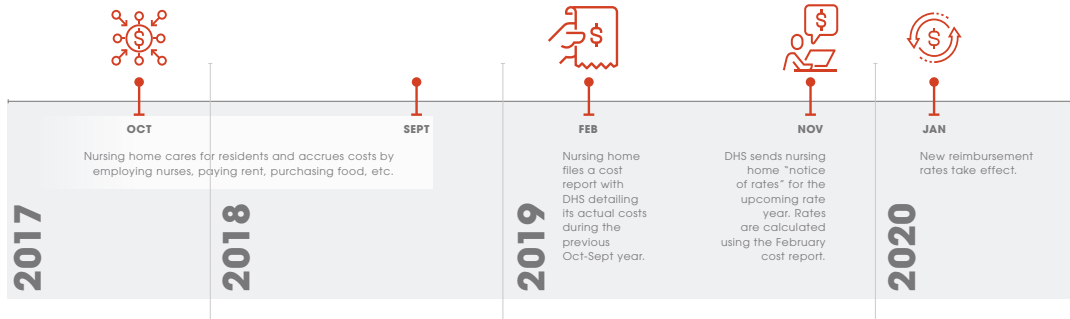 OCT
SEPT
FEB
NOV
JAN
Nursing home cares for residents and accrues costs by
employing nurses, paying rent, purchasing food, etc.
Nursing home
files a cost
report with
DHS detailing
its actual costs
during the
previous
Oct-Sept year.
DHS sends nursing
home “notice
of rates” for the
upcoming rate
year. Rates
are calculated
using the February
cost report.
New reimbursement
rates take effect.
2017
2018
2019
2020